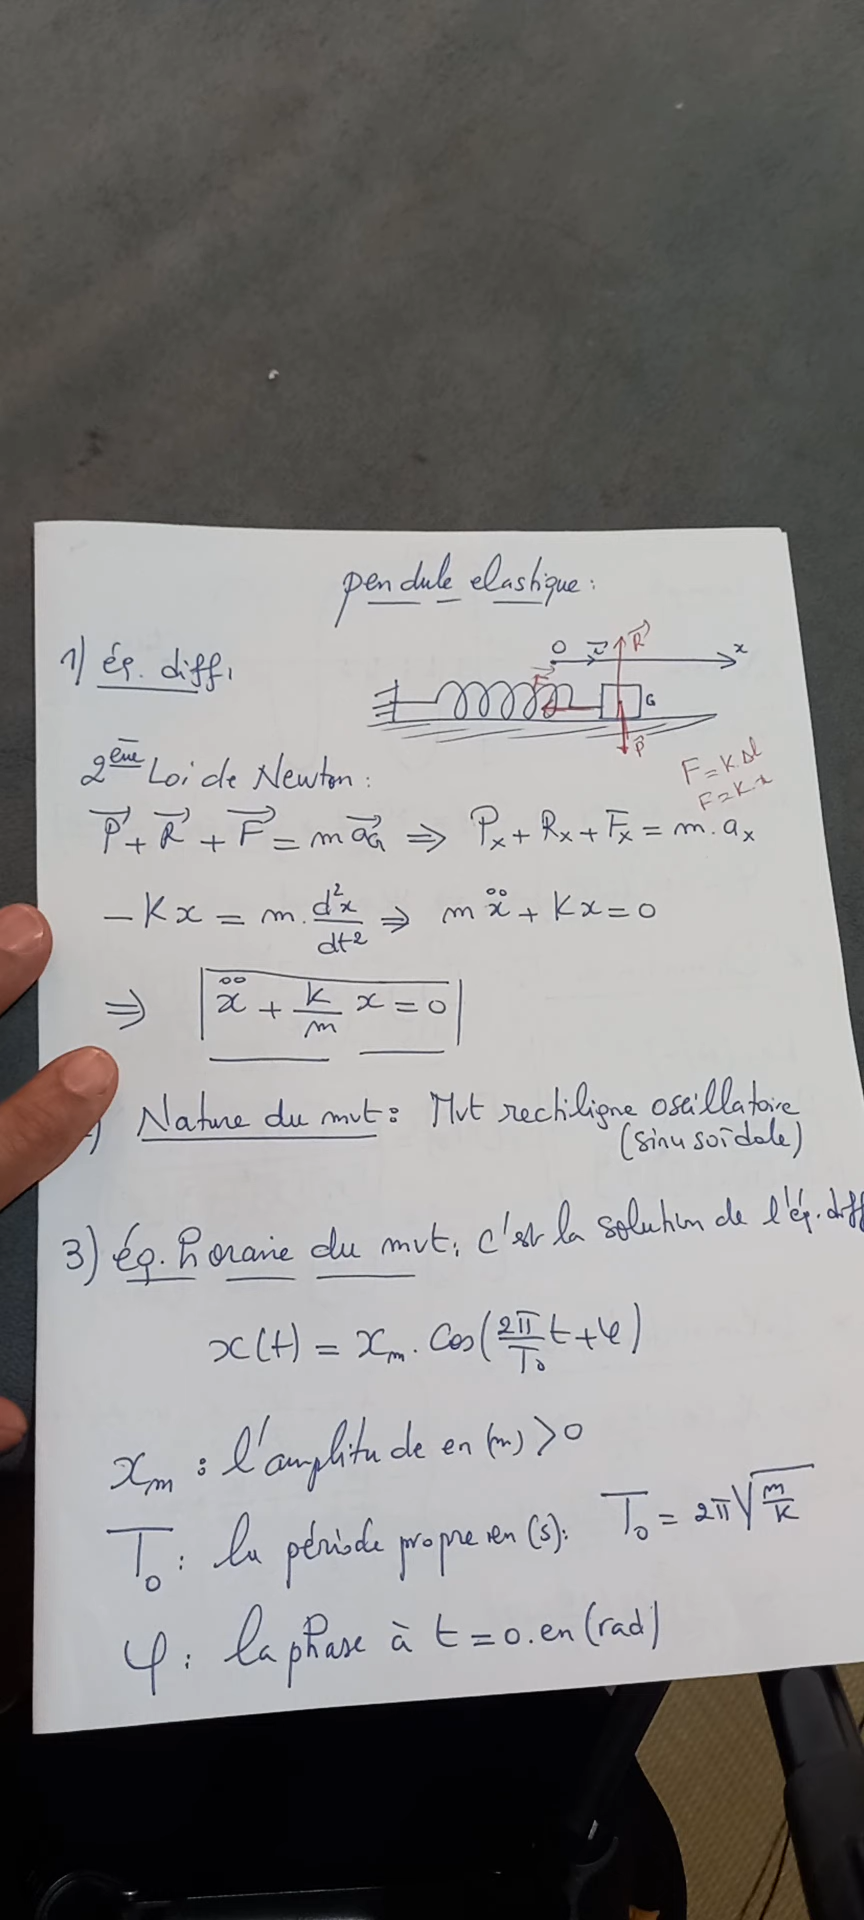 pendule elastique:
1) éq. diff:
O x
R
G
P
F = K.Δl
F = K.x
2ème Loi de Newton:
P + R + F = m aG ⇒ Px + Rx + Fx = m.ax
- Kx = m. d²x/dt² ⇒ m ẍ + Kx = 0
⇒ ẍ + k/m x = 0
) Nature du mvt: Mvt rectiligne oscillatoire
(sinusoïdale)
3) éq. horaire du mvt: c'est la solution de l'éq. diff
x(t) = xm. Cos(2π/T0 t + φ)
xm : l'amplitude en (m) > 0
T0 : la période propre en (s): T0 = 2π√(m/K)
φ : la phase à t = 0. en (rad)